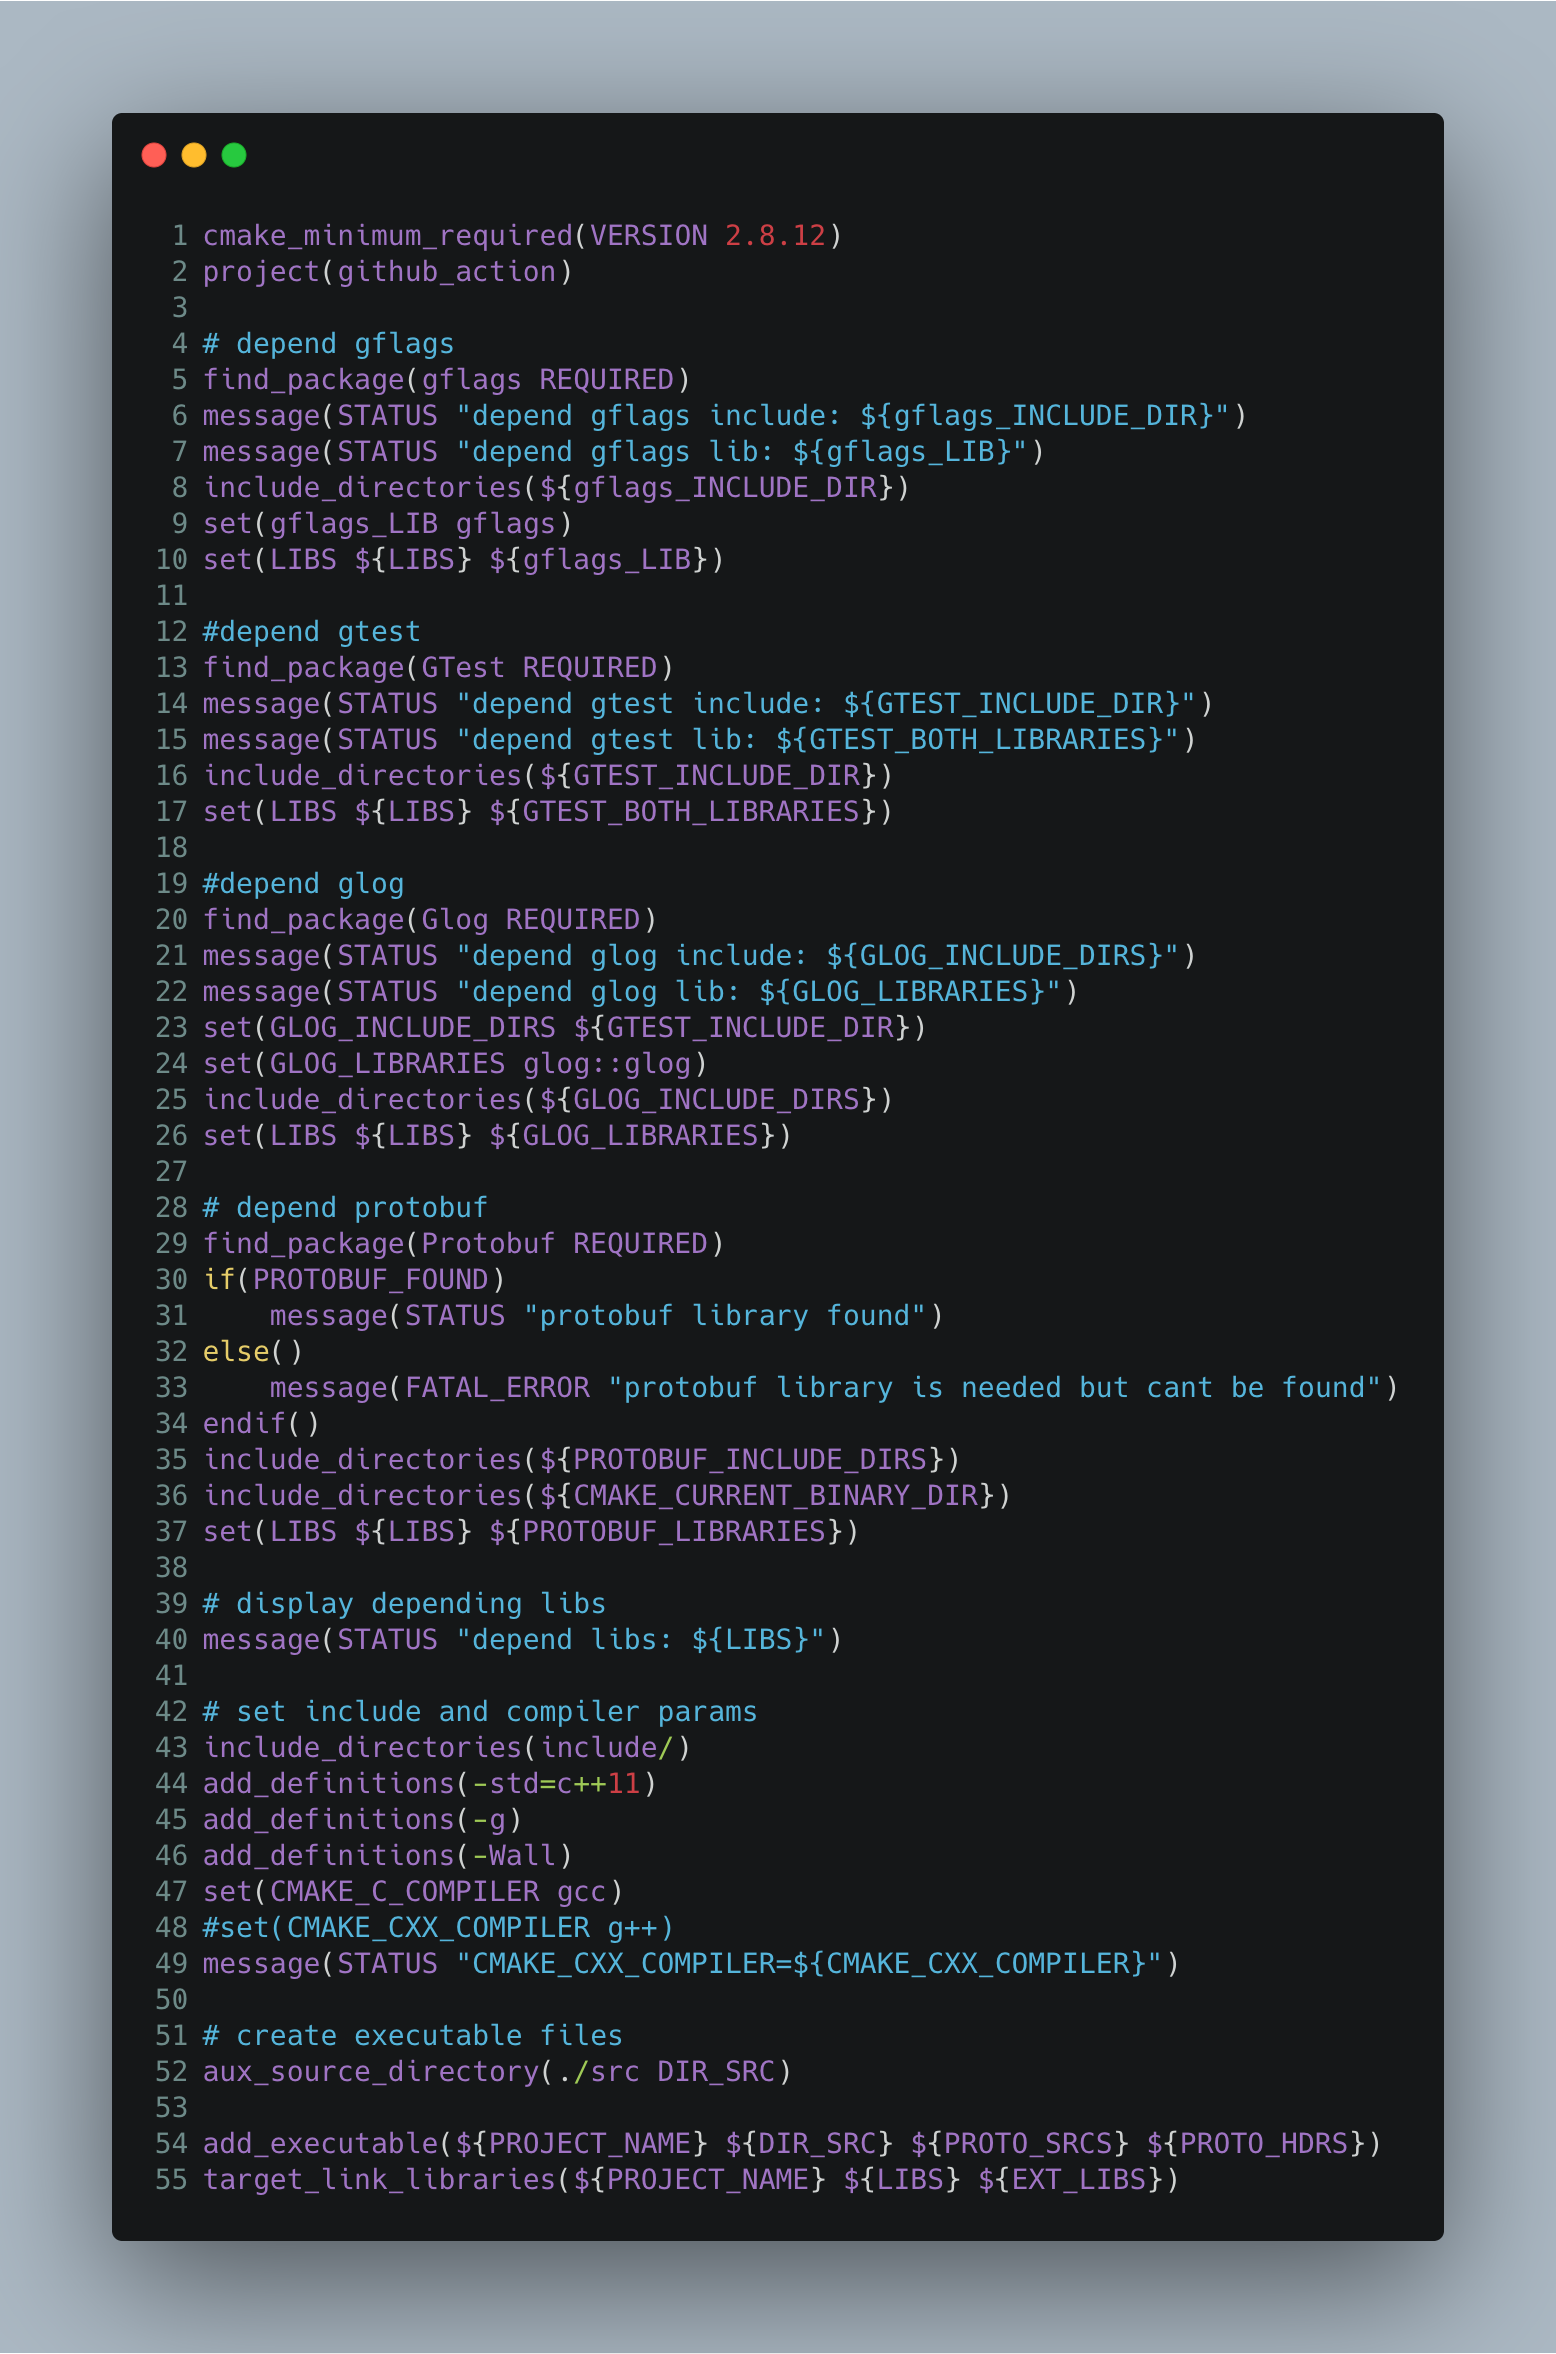 1 cmake_minimum_required(VERSION 2.8.12)
2 project(github_action)
3
4 # depend gflags
5 find_package(gflags REQUIRED)
6 message(STATUS "depend gflags include: ${gflags_INCLUDE_DIR}")
7 message(STATUS "depend gflags lib: ${gflags_LIB}")
8 include_directories(${gflags_INCLUDE_DIR})
9 set(gflags_LIB gflags)
10 set(LIBS ${LIBS} ${gflags_LIB})
11
12 #depend gtest
13 find_package(GTest REQUIRED)
14 message(STATUS "depend gtest include: ${GTEST_INCLUDE_DIR}")
15 message(STATUS "depend gtest lib: ${GTEST_BOTH_LIBRARIES}")
16 include_directories(${GTEST_INCLUDE_DIR})
17 set(LIBS ${LIBS} ${GTEST_BOTH_LIBRARIES})
18
19 #depend glog
20 find_package(Glog REQUIRED)
21 message(STATUS "depend glog include: ${GLOG_INCLUDE_DIRS}")
22 message(STATUS "depend glog lib: ${GLOG_LIBRARIES}")
23 set(GLOG_INCLUDE_DIRS ${GTEST_INCLUDE_DIR})
24 set(GLOG_LIBRARIES glog::glog)
25 include_directories(${GLOG_INCLUDE_DIRS})
26 set(LIBS ${LIBS} ${GLOG_LIBRARIES})
27
28 # depend protobuf
29 find_package(Protobuf REQUIRED)
30 if(PROTOBUF_FOUND)
31     message(STATUS "protobuf library found")
32 else()
33     message(FATAL_ERROR "protobuf library is needed but cant be found")
34 endif()
35 include_directories(${PROTOBUF_INCLUDE_DIRS})
36 include_directories(${CMAKE_CURRENT_BINARY_DIR})
37 set(LIBS ${LIBS} ${PROTOBUF_LIBRARIES})
38
39 # display depending libs
40 message(STATUS "depend libs: ${LIBS}")
41
42 # set include and compiler params
43 include_directories(include/)
44 add_definitions(-std=c++11)
45 add_definitions(-g)
46 add_definitions(-Wall)
47 set(CMAKE_C_COMPILER gcc)
48 #set(CMAKE_CXX_COMPILER g++)
49 message(STATUS "CMAKE_CXX_COMPILER=${CMAKE_CXX_COMPILER}")
50
51 # create executable files
52 aux_source_directory(./src DIR_SRC)
53
54 add_executable(${PROJECT_NAME} ${DIR_SRC} ${PROTO_SRCS} ${PROTO_HDRS})
55 target_link_libraries(${PROJECT_NAME} ${LIBS} ${EXT_LIBS})